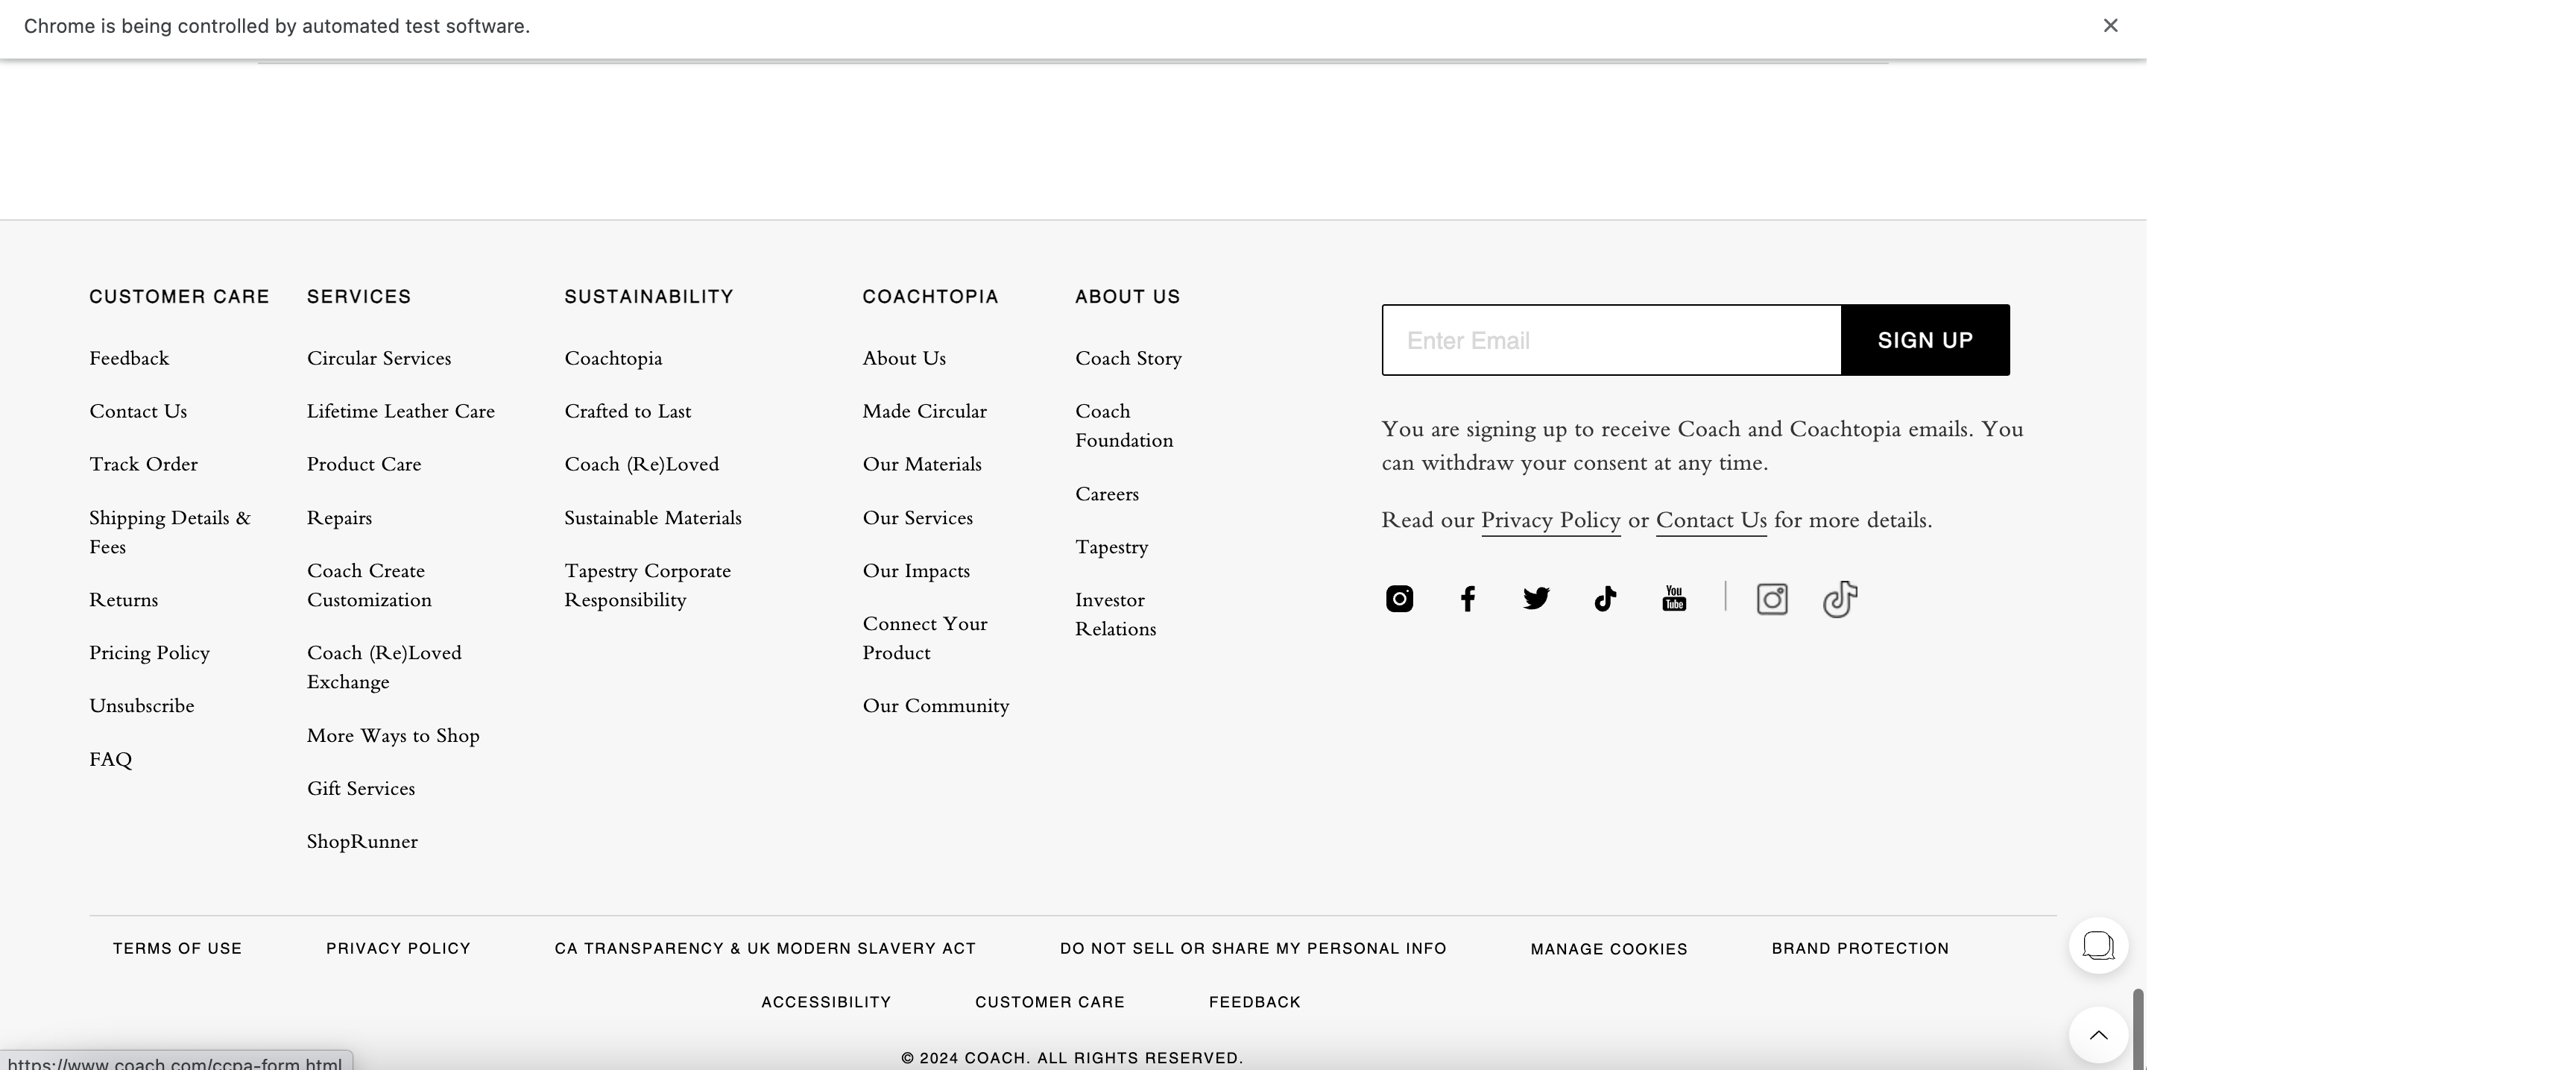 Chrome is being controlled by automated test software.
CUSTOMER CARE
Feedback
Contact Us
Track Order
Shipping Details &
Fees
Returns
Pricing Policy
Unsubscribe
FAQ
SERVICES
Circular Services
Lifetime Leather Care
Product Care
Repairs
Coach Create
Customization
Coach (Re)Loved
Exchange
More Ways to Shop
Gift Services
ShopRunner
SUSTAINABILITY
Coachtopia
Crafted to Last
Coach (Re)Loved
Sustainable Materials
Tapestry Corporate
Responsibility
COACHTOPIA
About Us
Made Circular
Our Materials
Our Services
Our Impacts
Connect Your
Product
Our Community
ABOUT US
Coach Story
Coach
Foundation
Careers
Tapestry
Investor
Relations
Enter Email
SIGN UP
You are signing up to receive Coach and Coachtopia emails. You
can withdraw your consent at any time.
Read our Privacy Policy or Contact Us for more details.
You
Tube
TERMS OF USE PRIVACY POLICY CA TRANSPARENCY & UK MODERN SLAVERY ACT DO NOT SELL OR SHARE MY PERSONAL INFO MANAGE COOKIES BRAND PROTECTION
ACCESSIBILITY CUSTOMER CARE FEEDBACK
© 2024 COACH. ALL RIGHTS RESERVED.
https://www.coach.com/ccpa-form.html